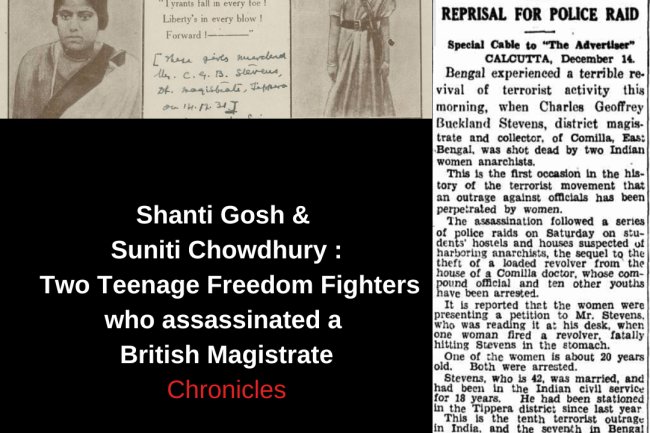 "Tyrants fall in every foe!
Liberty's in every blow!
Forward !——"
[These girls murdered
Mr. C. G. B. Stevens,
Dt. magistrate, Tippera
on 14.12.31]
Shanti Gosh &
Suniti Chowdhury :
Two Teenage Freedom Fighters
who assassinated a
British Magistrate
Chronicles
REPRISAL FOR POLICE RAID
Special Cable to "The Advertiser"
CALCUTTA, December 14.
Bengal experienced a terrible re-
vival of terrorist activity this
morning, when Charles Geoffrey
Buckland Stevens, district magis-
trate and collector, of Comilla, East
Bengal, was shot dead by two Indian
women anarchists.
This is the first occasion in the his-
tory of the terrorist movement that
an outrage against officials has been
perpetrated by women.
The assassination followed a series
of police raids on Saturday on stu-
dents' hostels and houses suspected of
harboring anarchists, the sequel to the
theft of a loaded revolver from the
house of a Comilla doctor, whose com-
pound official and ten other youths
have been arrested.
It is reported that the women were
presenting a petition to Mr. Stevens,
who was reading it at his desk, when
one woman fired a revolver, fatally
hitting Stevens in the stomach.
One of the women is about 20 years
old. Both were arrested.
Stevens, who is 42, was married, and
had been in the Indian civil service
for 18 years. He had been stationed
in the Tippera district since last year
This is the tenth terrorist outrage
in India, and the seventh in Bengal